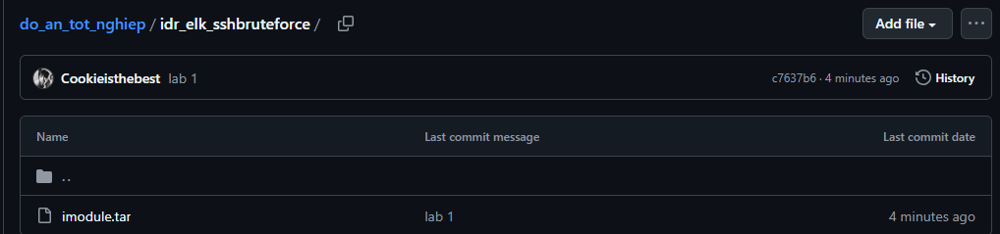 do_an_tot_nghiep / idr_elk_sshbruteforce / Add file ...
Cookieisthebest lab 1 c7637b6 · 4 minutes ago History
Name Last commit message Last commit date
..
imodule.tar lab 1 4 minutes ago